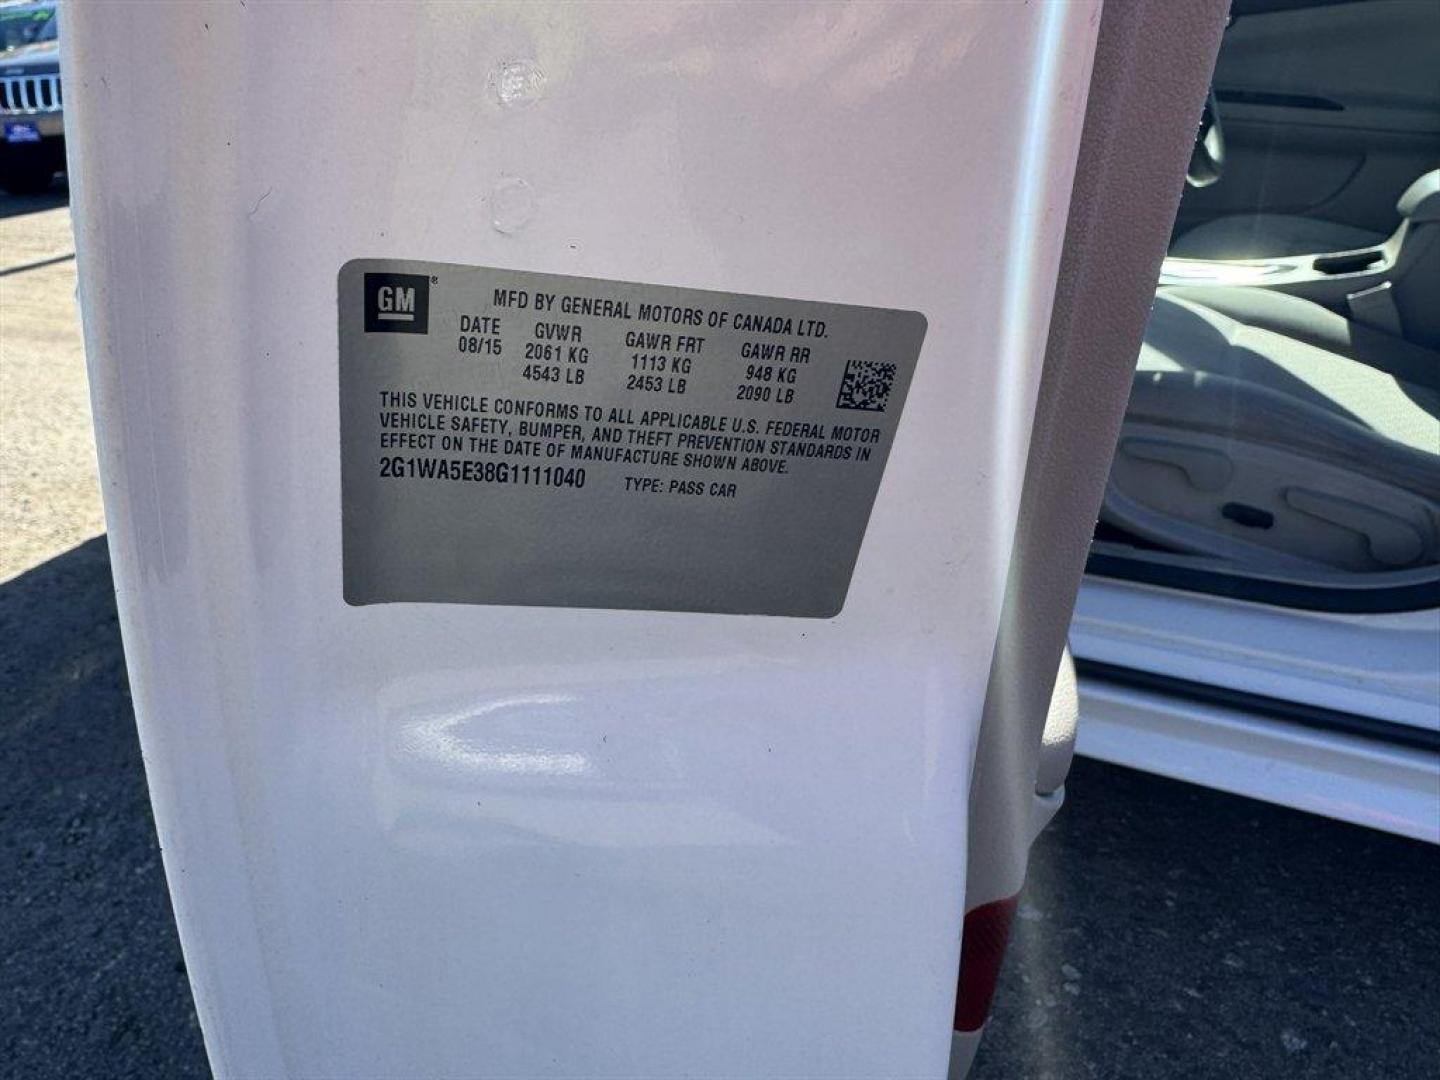 GM®
MFD BY GENERAL MOTORS OF CANADA LTD.
DATE GVWR GAWR FRT GAWR RR
08/15 2061 KG 1113 KG 948 KG
4543 LB 2453 LB 2090 LB
THIS VEHICLE CONFORMS TO ALL APPLICABLE U.S. FEDERAL MOTOR
VEHICLE SAFETY, BUMPER, AND THEFT PREVENTION STANDARDS IN
EFFECT ON THE DATE OF MANUFACTURE SHOWN ABOVE.
2G1WA5E38G1111040 TYPE: PASS CAR